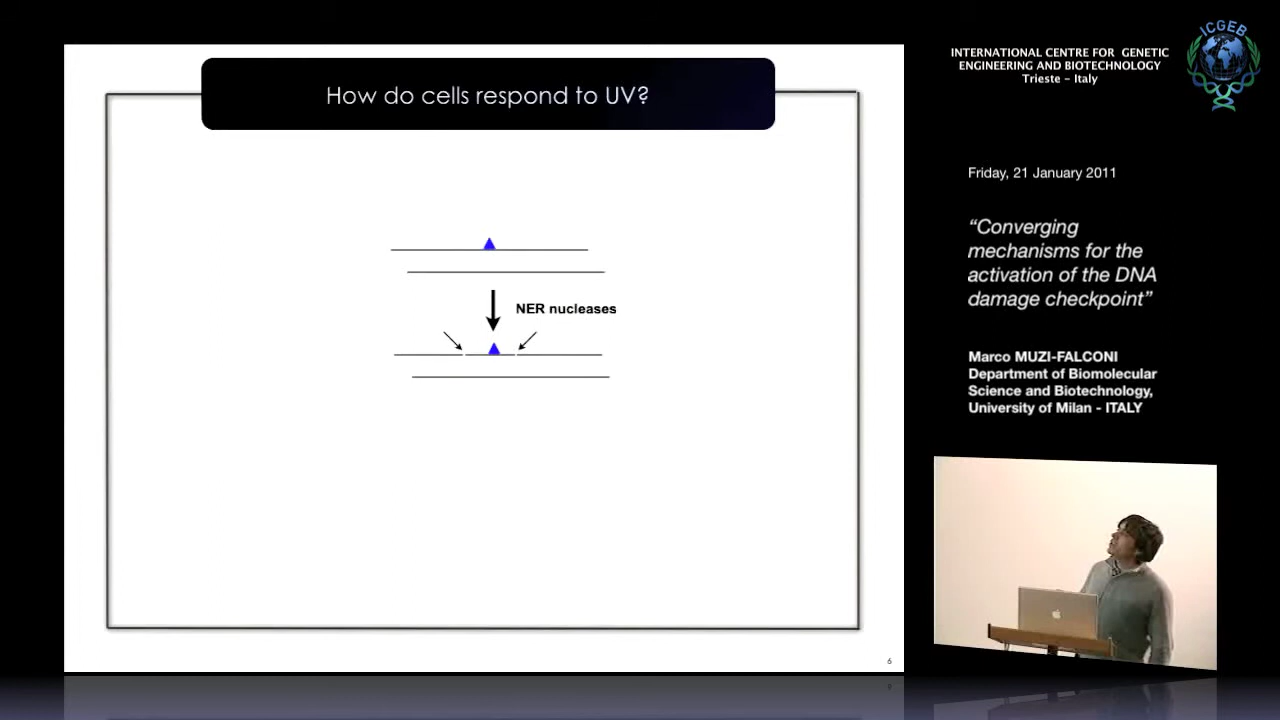 How do cells respond to UV?
NER nucleases
6
ICGEB
INTERNATIONAL CENTRE FOR GENETIC
ENGINEERING AND BIOTECHNOLOGY
Trieste – Italy
Friday, 21 January 2011
“Converging
mechanisms for the
activation of the DNA
damage checkpoint”
Marco MUZI-FALCONI
Department of Biomolecular
Science and Biotechnology,
University of Milan - ITALY